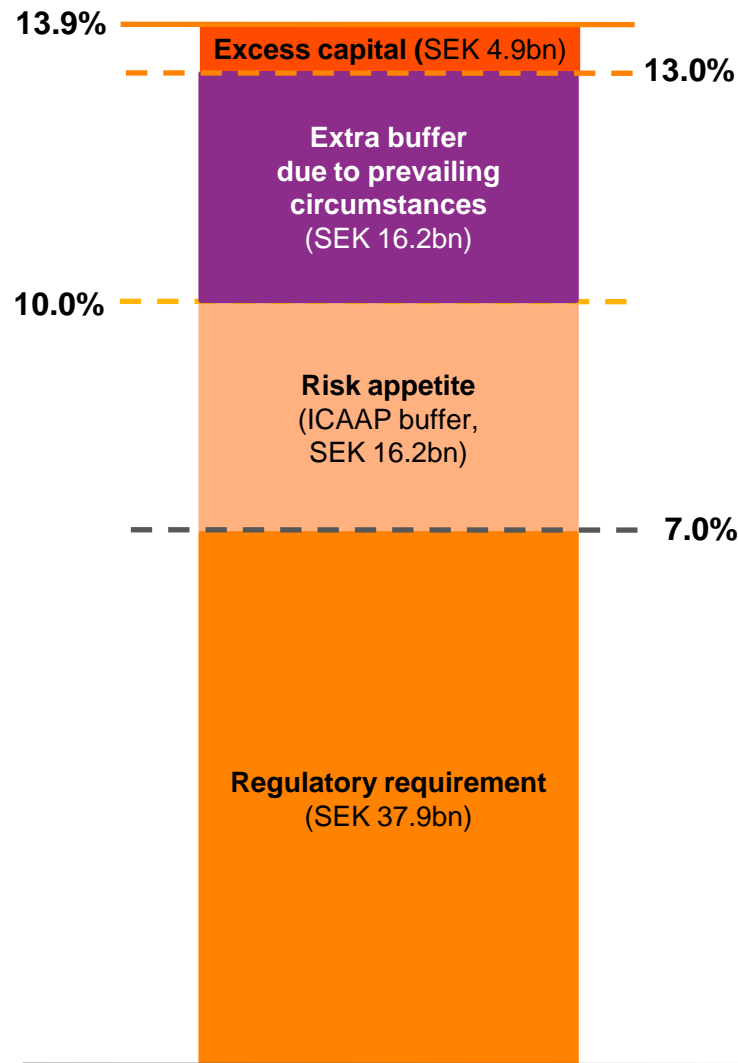 13.9%
Excess capital (SEK 4.9bn)
13.0%
Extra buffer
due to prevailing
circumstances
(SEK 16.2bn)
10.0%
Risk appetite
(ICAAP buffer,
SEK 16.2bn)
7.0%
Regulatory requirement
(SEK 37.9bn)